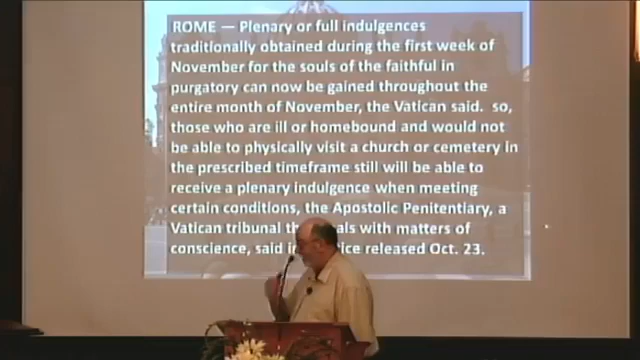 ROME — Plenary or full indulgences
traditionally obtained during the first week of
November for the souls of the faithful in
purgatory can now be gained throughout the
entire month of November, the Vatican said.  so,
those who are ill or homebound and would not
be able to physically visit a church or cemetery in
the prescribed timeframe still will be able to
receive a plenary indulgence when meeting
certain conditions, the Apostolic Penitentiary, a
Vatican tribunal with matters of
conscience, said released Oct. 23.